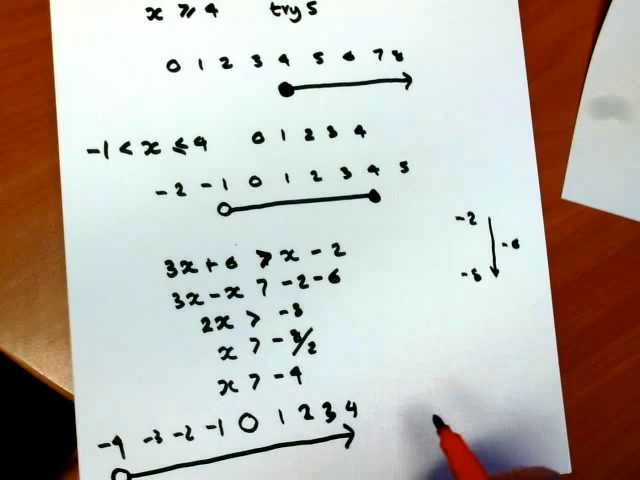 x ≥ 4 try 5
0 1 2 3 4 5 6 7 8
-1 < x ≤ 4 0 1 2 3 4
-2 -1 0 1 2 3 4 5
3x + 6 > x - 2
3x - x > -2 - 6
2x > -8
x > -8/2
x > -4
-4 -3 -2 -1 0 1 2 3 4
-2
-6
-8